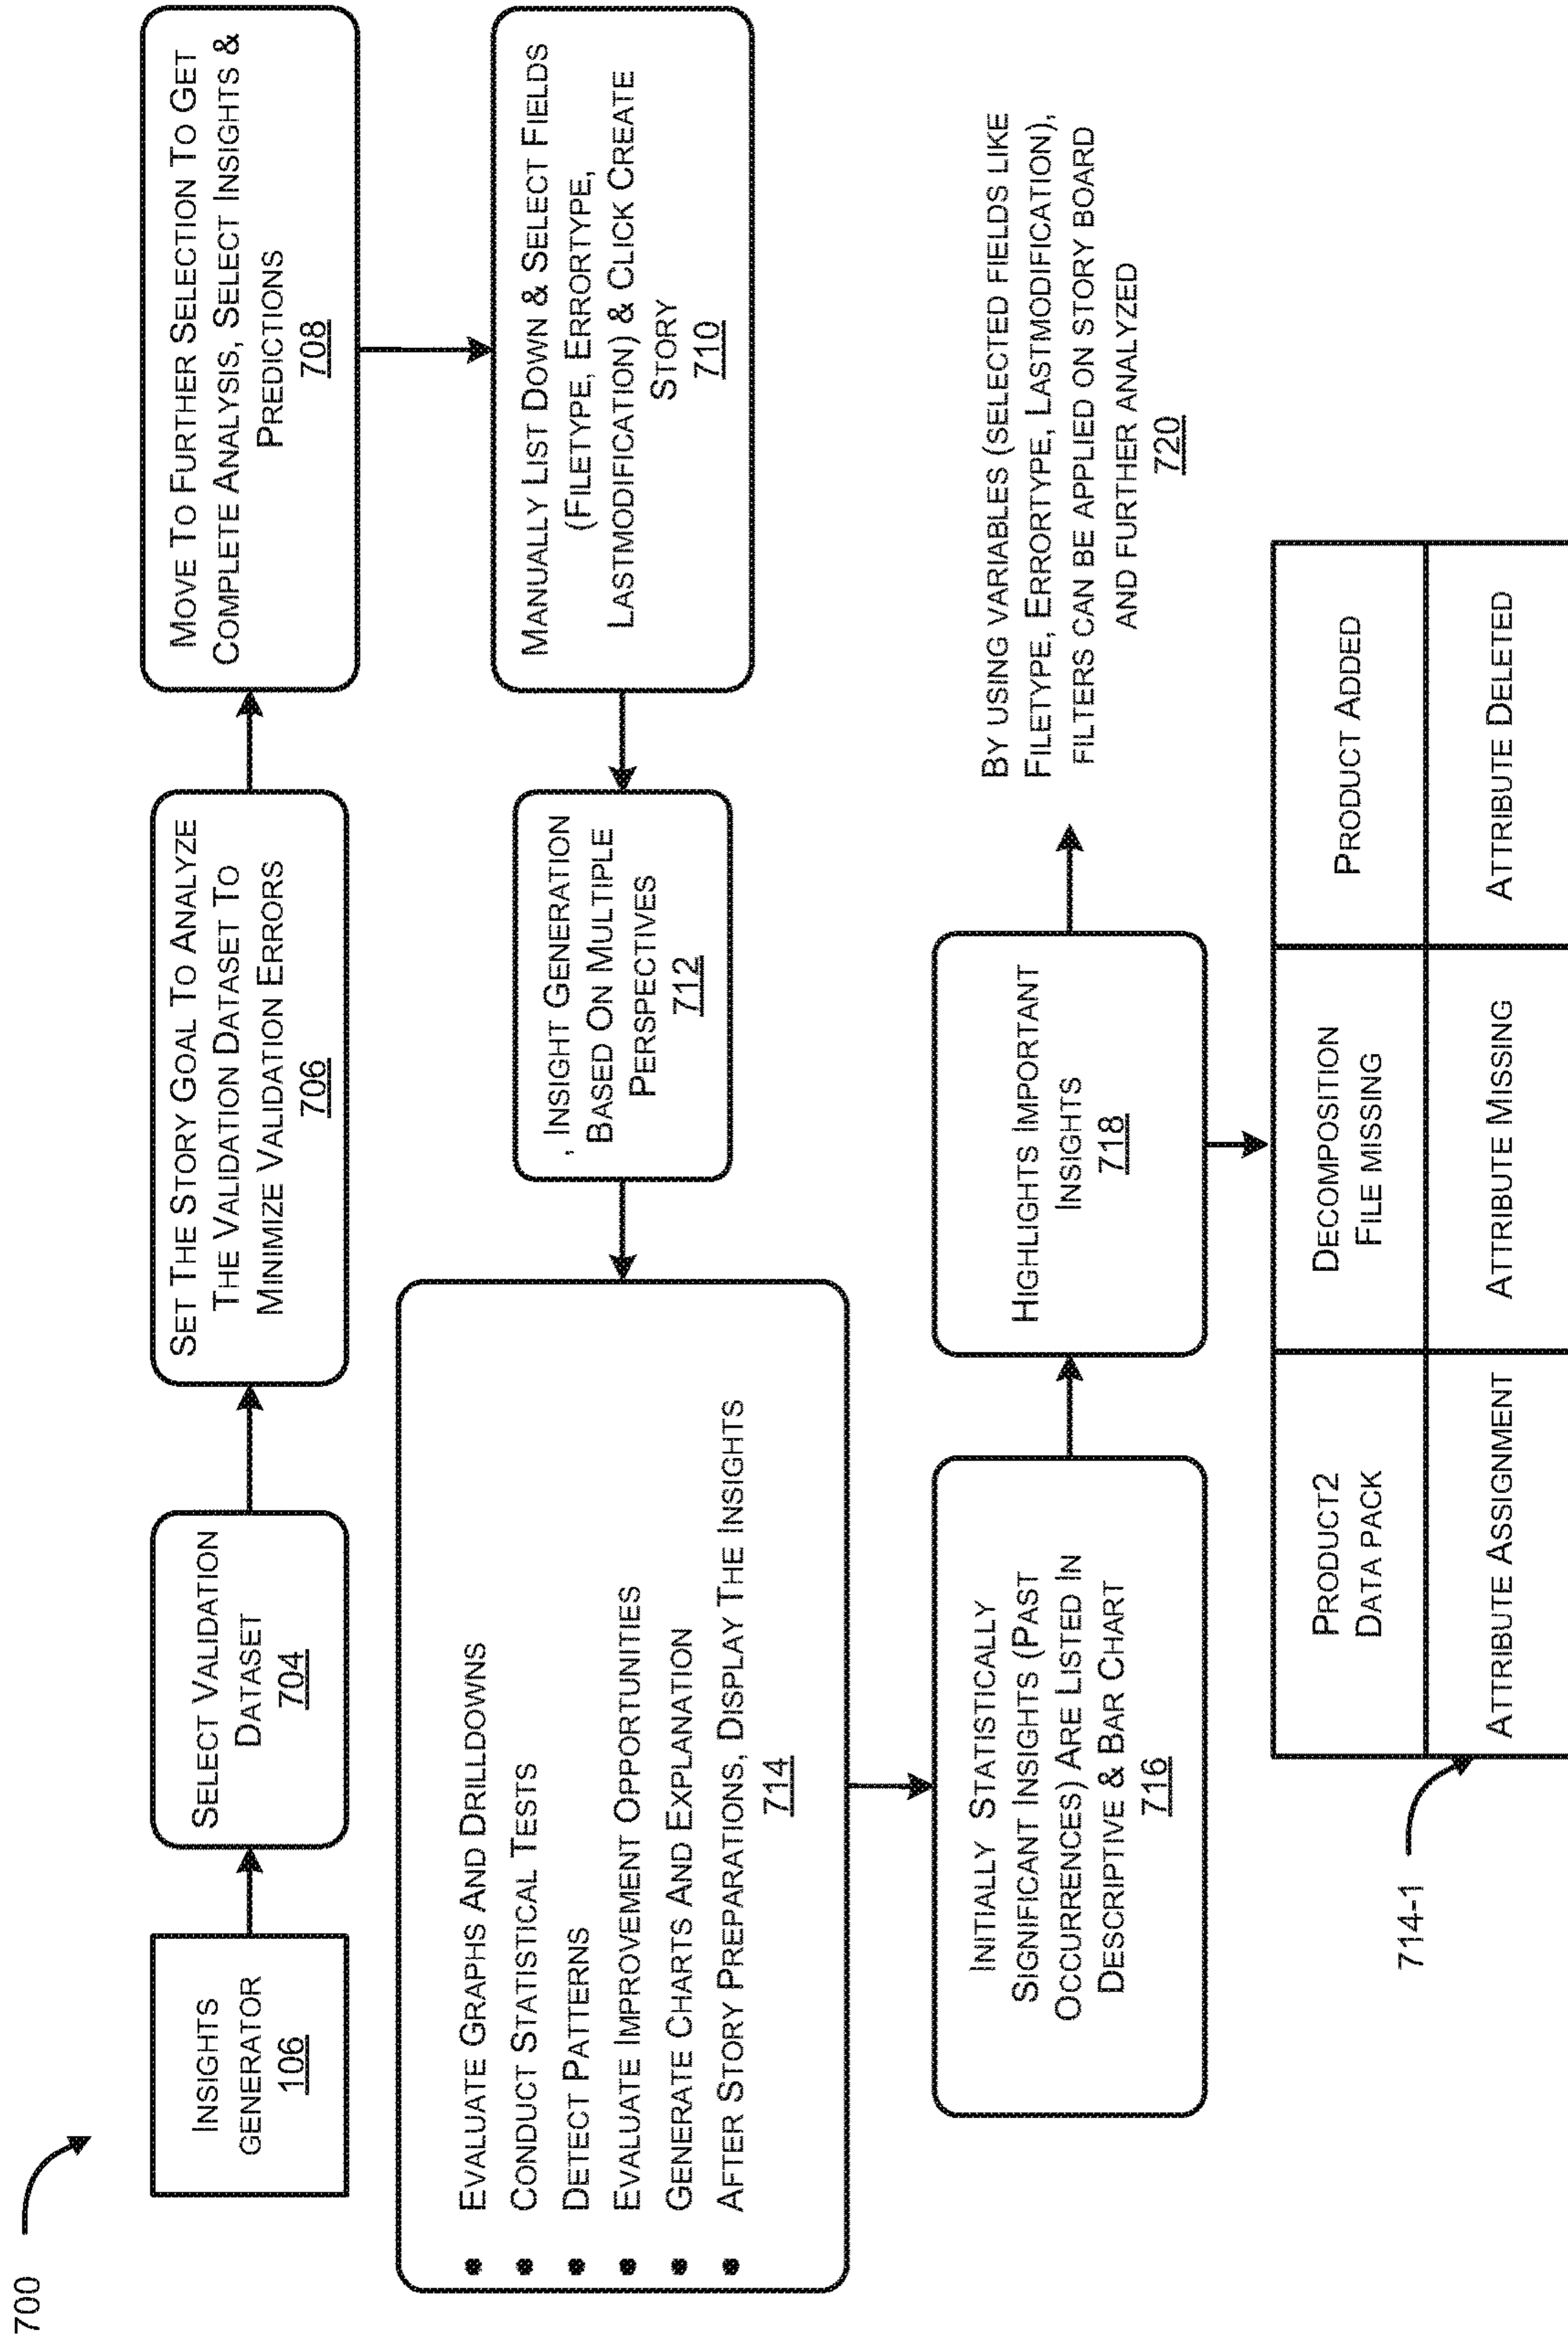 700
INSIGHTS
GENERATOR
106
SELECT VALIDATION
DATASET
704
SET THE STORY GOAL TO ANALYZE
THE VALIDATION DATASET TO
MINIMIZE VALIDATION ERRORS
706
MOVE TO FURTHER SELECTION TO GET
COMPLETE ANALYSIS, SELECT INSIGHTS &
PREDICTIONS
708
MANUALLY LIST DOWN & SELECT FIELDS
(FILETYPE, ERRORTYPE,
LASTMODIFICATION) & CLICK CREATE
STORY
710
, INSIGHT GENERATION
BASED ON MULTIPLE
PERSPECTIVES
712
• EVALUATE GRAPHS AND DRILLDOWNS
• CONDUCT STATISTICAL TESTS
• DETECT PATTERNS
• EVALUATE IMPROVEMENT OPPORTUNITIES
• GENERATE CHARTS AND EXPLANATION
• AFTER STORY PREPARATIONS, DISPLAY THE INSIGHTS
714
INITIALLY STATISTICALLY
SIGNIFICANT INSIGHTS (PAST
OCCURRENCES) ARE LISTED IN
DESCRIPTIVE & BAR CHART
716
HIGHLIGHTS IMPORTANT
INSIGHTS
718
BY USING VARIABLES (SELECTED FIELDS LIKE
FILETYPE, ERRORTYPE, LASTMODIFICATION),
FILTERS CAN BE APPLIED ON STORY BOARD
AND FURTHER ANALYZED
720
714-1
PRODUCT2
DATA PACK
DECOMPOSITION
FILE MISSING
PRODUCT ADDED
ATTRIBUTE ASSIGNMENT
ATTRIBUTE MISSING
ATTRIBUTE DELETED